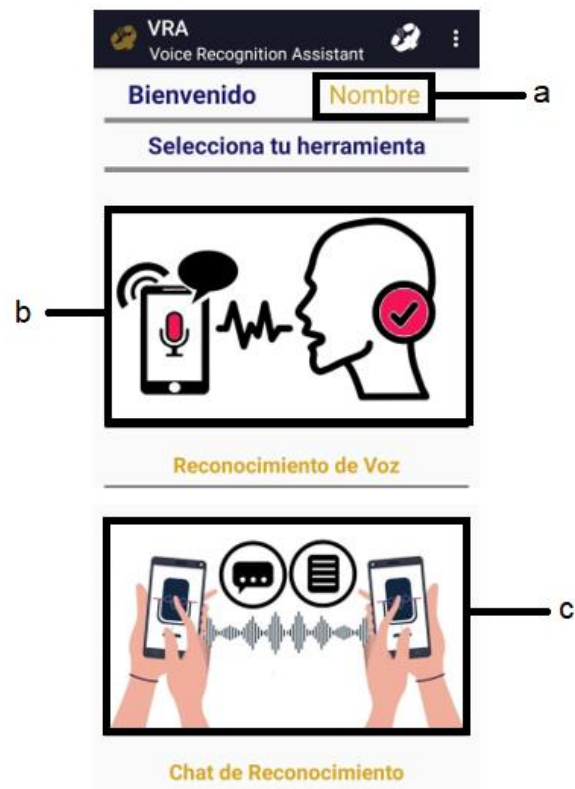 VRA
Voice Recognition Assistant
Bienvenido Nombre
a
Selecciona tu herramienta
b
Reconocimiento de Voz
c
Chat de Reconocimiento